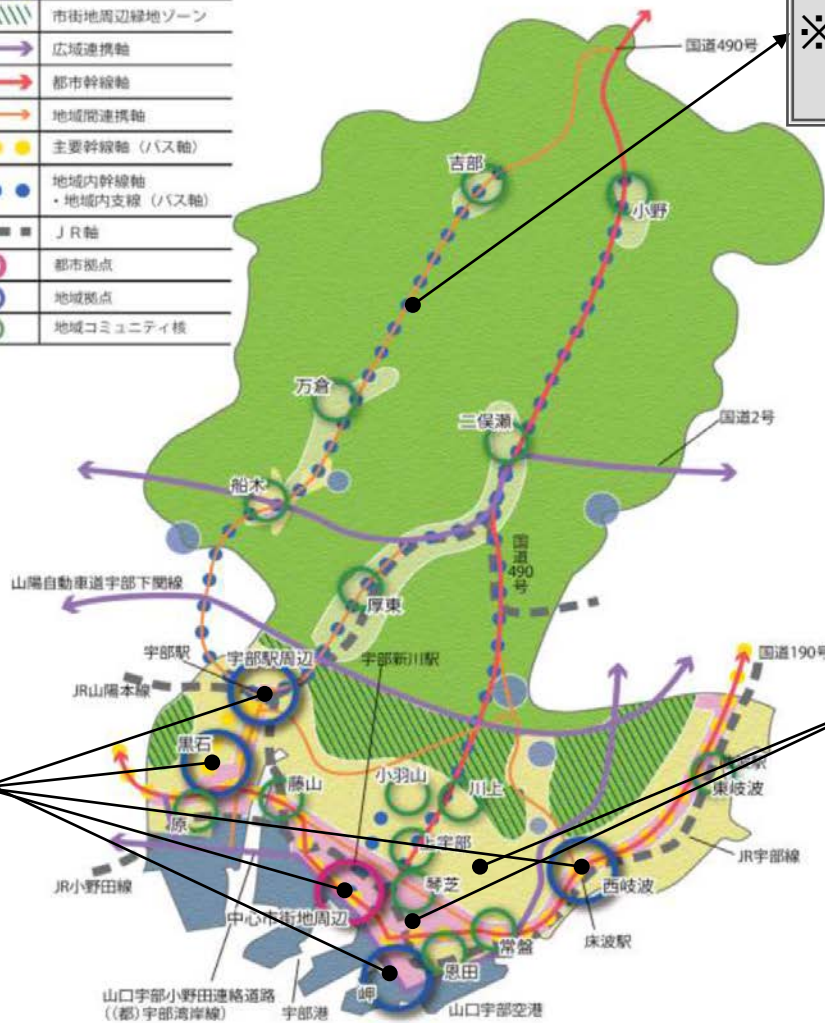 市街地周辺緑地ゾーン
広域連携軸
都市幹線軸
地域間連携軸
主要幹線軸（バス軸）
地域内幹線軸
・地域内支線（バス軸）
ＪＲ軸
都市拠点
地域拠点
地域コミュニティ核
※
国道490号
吉部
小野
万倉
二俣瀬
国道2号
船木
国道490号
山陽自動車道宇部下関線
厚東
宇部駅
宇部駅周辺
宇部新川駅
国道190号
JR山陽本線
黒石
藤山
小羽山
川上
東岐波
原
上宇部
JR宇部線
琴芝
西岐波
JR小野田線
中心市街地周辺
常盤
床波駅
恩田
岬
山口宇部小野田連絡道路
（(都)宇部湾岸線）
宇部港
山口宇部空港